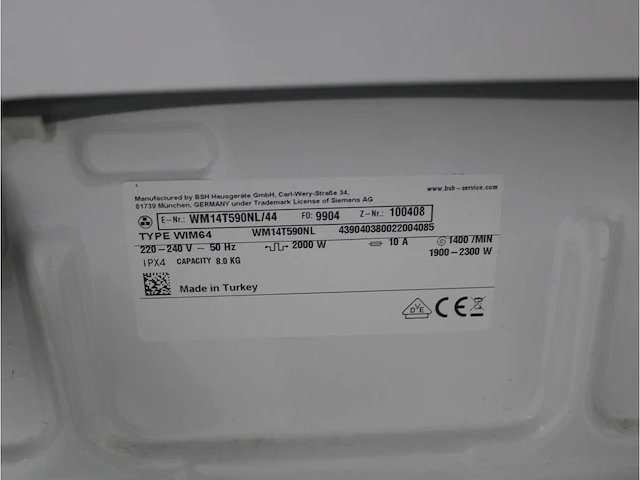 Manufactured by BSH Hausgeräte GmbH, Carl-Wery-Straße 34,
81739 München, GERMANY under Trademark License of Siemens AG
www.bsh-service.com
E-Nr.: WM14T590NL/44 FD: 9904 Z-Nr.: 100408
TYPE WIM64 WM14T590NL 439040380022004085
220-240 V ~ 50 Hz 2000 W 10 A 1400 /MIN
IPX4 CAPACITY 8.0 KG 1900-2300 W
Made in Turkey
DVE CE